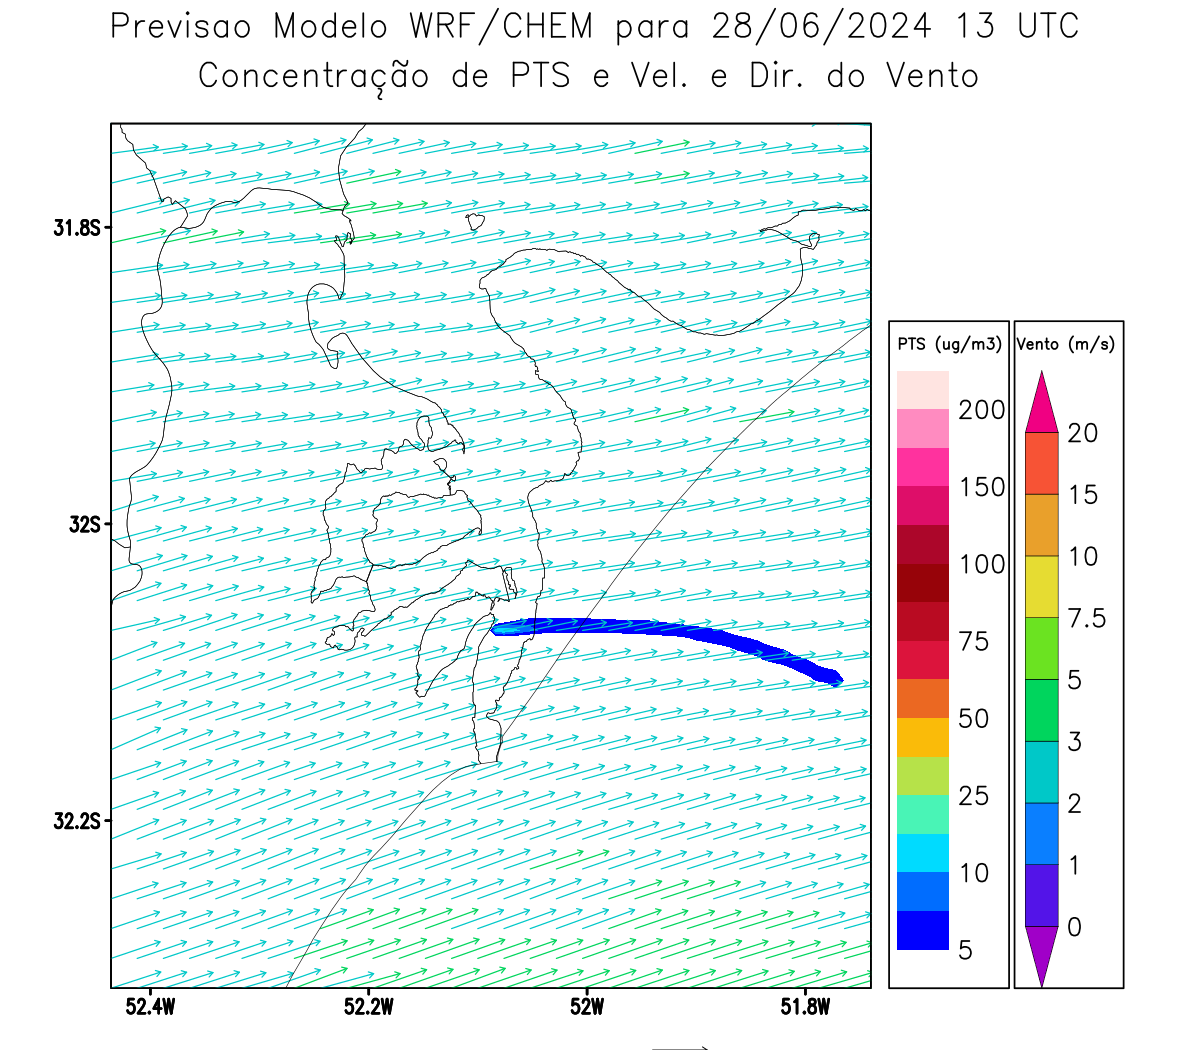 Previsao Modelo WRF/CHEM para 28/06/2024 13 UTC
Concentração de PTS e Vel. e Dir. do Vento
31.8S
32S
32.2S
52.4W 52.2W 52W 51.8W
PTS (ug/m3)
200
150
100
75
50
25
10
5
Vento (m/s)
20
15
10
7.5
5
3
2
1
0